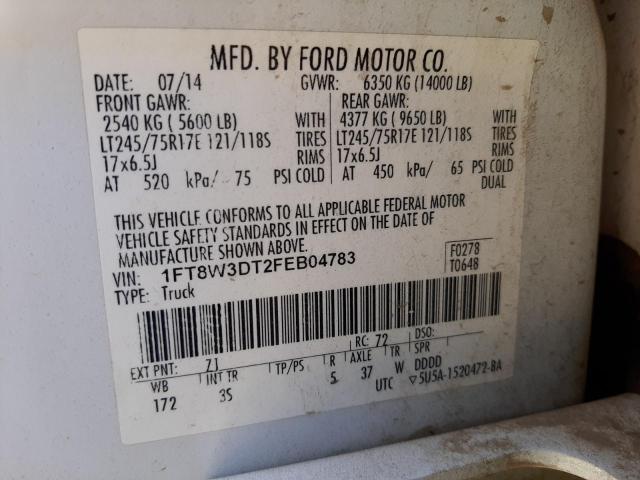 MFD. BY FORD MOTOR CO.
DATE: 07/14 GVWR: 6350 KG (14000 LB)
FRONT GAWR: REAR GAWR:
2540 KG ( 5600 LB) WITH 4377 KG ( 9650 LB) WITH
LT245/75R17E 121/118S TIRES LT245/75R17E 121/118S TIRES
17x6.5J RIMS 17x6.5J RIMS
AT 520 kPa/ 75 PSI COLD AT 450 kPa/ 65 PSI COLD
DUAL
THIS VEHICLE CONFORMS TO ALL APPLICABLE FEDERAL MOTOR
VEHICLE SAFETY STANDARDS IN EFFECT ON THE DATE OF
MANUFACTURE SHOWN ABOVE.
VIN: 1FT8W3DT2FEB04783 F0278
TYPE: Truck T0648
EXT PNT: 71 RC: 72 DSO:
WB INT TR TP/PS R AXLE TR SPR
172 3S 5 37 W DDDD
UTC ▽5U5A-1520472-BA